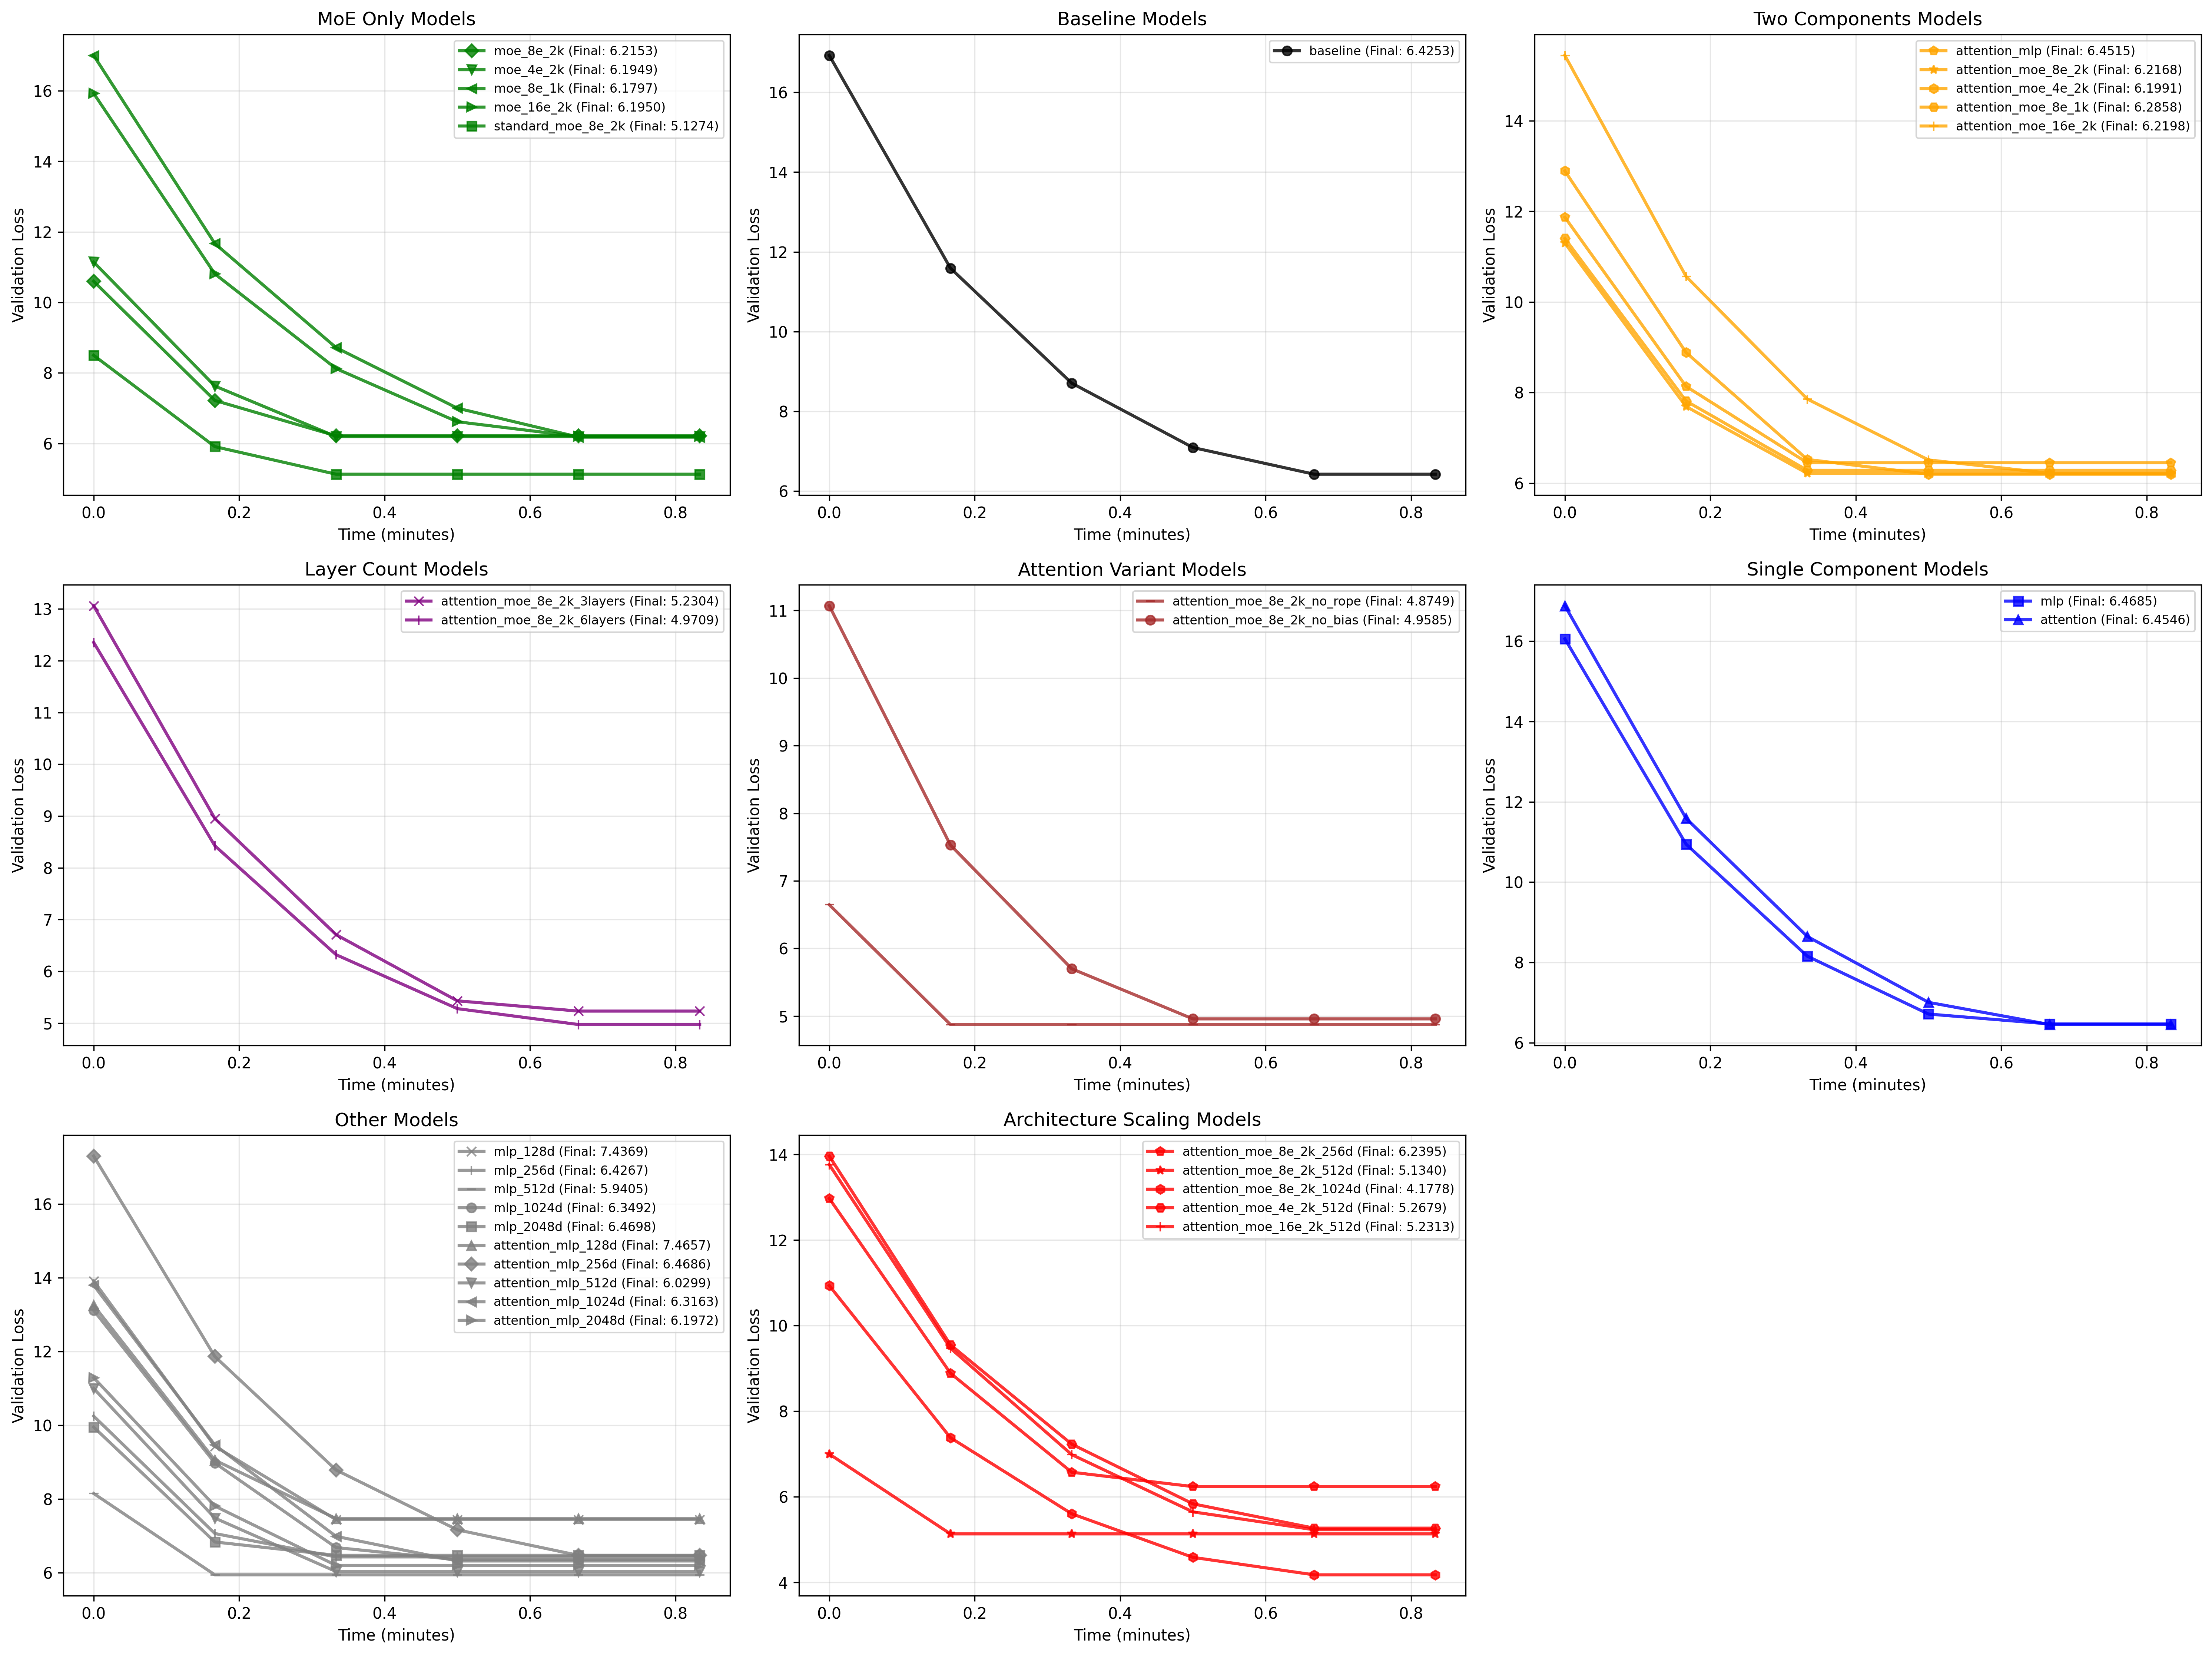 MoE Only Models
moe_8e_2k (Final: 6.2153)
moe_4e_2k (Final: 6.1949)
moe_8e_1k (Final: 6.1797)
moe_16e_2k (Final: 6.1950)
standard_moe_8e_2k (Final: 5.1274)
Validation Loss
16
14
12
10
8
6
0.0 0.2 0.4 0.6 0.8
Time (minutes)
Baseline Models
baseline (Final: 6.4253)
Validation Loss
16
14
12
10
8
6
0.0 0.2 0.4 0.6 0.8
Time (minutes)
Two Components Models
attention_mlp (Final: 6.4515)
attention_moe_8e_2k (Final: 6.2168)
attention_moe_4e_2k (Final: 6.1991)
attention_moe_8e_1k (Final: 6.2858)
attention_moe_16e_2k (Final: 6.2198)
Validation Loss
14
12
10
8
6
0.0 0.2 0.4 0.6 0.8
Time (minutes)
Layer Count Models
attention_moe_8e_2k_3layers (Final: 5.2304)
attention_moe_8e_2k_6layers (Final: 4.9709)
Validation Loss
13
12
11
10
9
8
7
6
5
0.0 0.2 0.4 0.6 0.8
Time (minutes)
Attention Variant Models
attention_moe_8e_2k_no_rope (Final: 4.8749)
attention_moe_8e_2k_no_bias (Final: 4.9585)
Validation Loss
11
10
9
8
7
6
5
0.0 0.2 0.4 0.6 0.8
Time (minutes)
Single Component Models
mlp (Final: 6.4685)
attention (Final: 6.4546)
Validation Loss
16
14
12
10
8
6
0.0 0.2 0.4 0.6 0.8
Time (minutes)
Other Models
mlp_128d (Final: 7.4369)
mlp_256d (Final: 6.4267)
mlp_512d (Final: 5.9405)
mlp_1024d (Final: 6.3492)
mlp_2048d (Final: 6.4698)
attention_mlp_128d (Final: 7.4657)
attention_mlp_256d (Final: 6.4686)
attention_mlp_512d (Final: 6.0299)
attention_mlp_1024d (Final: 6.3163)
attention_mlp_2048d (Final: 6.1972)
Validation Loss
16
14
12
10
8
6
0.0 0.2 0.4 0.6 0.8
Time (minutes)
Architecture Scaling Models
attention_moe_8e_2k_256d (Final: 6.2395)
attention_moe_8e_2k_512d (Final: 5.1340)
attention_moe_8e_2k_1024d (Final: 4.1778)
attention_moe_4e_2k_512d (Final: 5.2679)
attention_moe_16e_2k_512d (Final: 5.2313)
Validation Loss
14
12
10
8
6
4
0.0 0.2 0.4 0.6 0.8
Time (minutes)